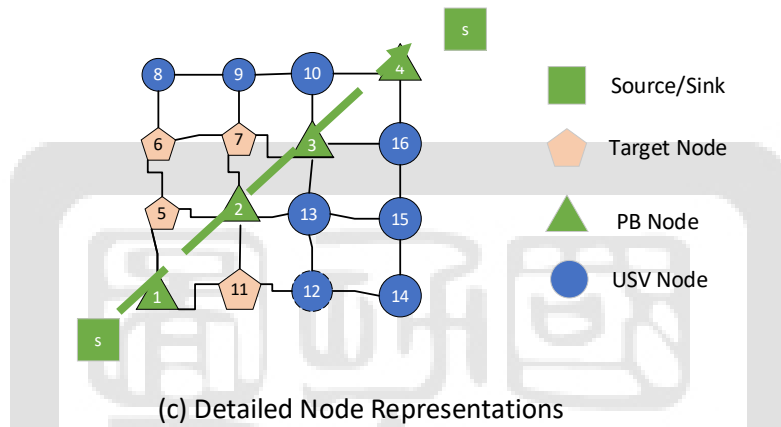 s
8
9
10
4
Source/Sink
6
7
3
16
Target Node
5
2
13
15
PB Node
1
11
12
14
USV Node
s
(c) Detailed Node Representations